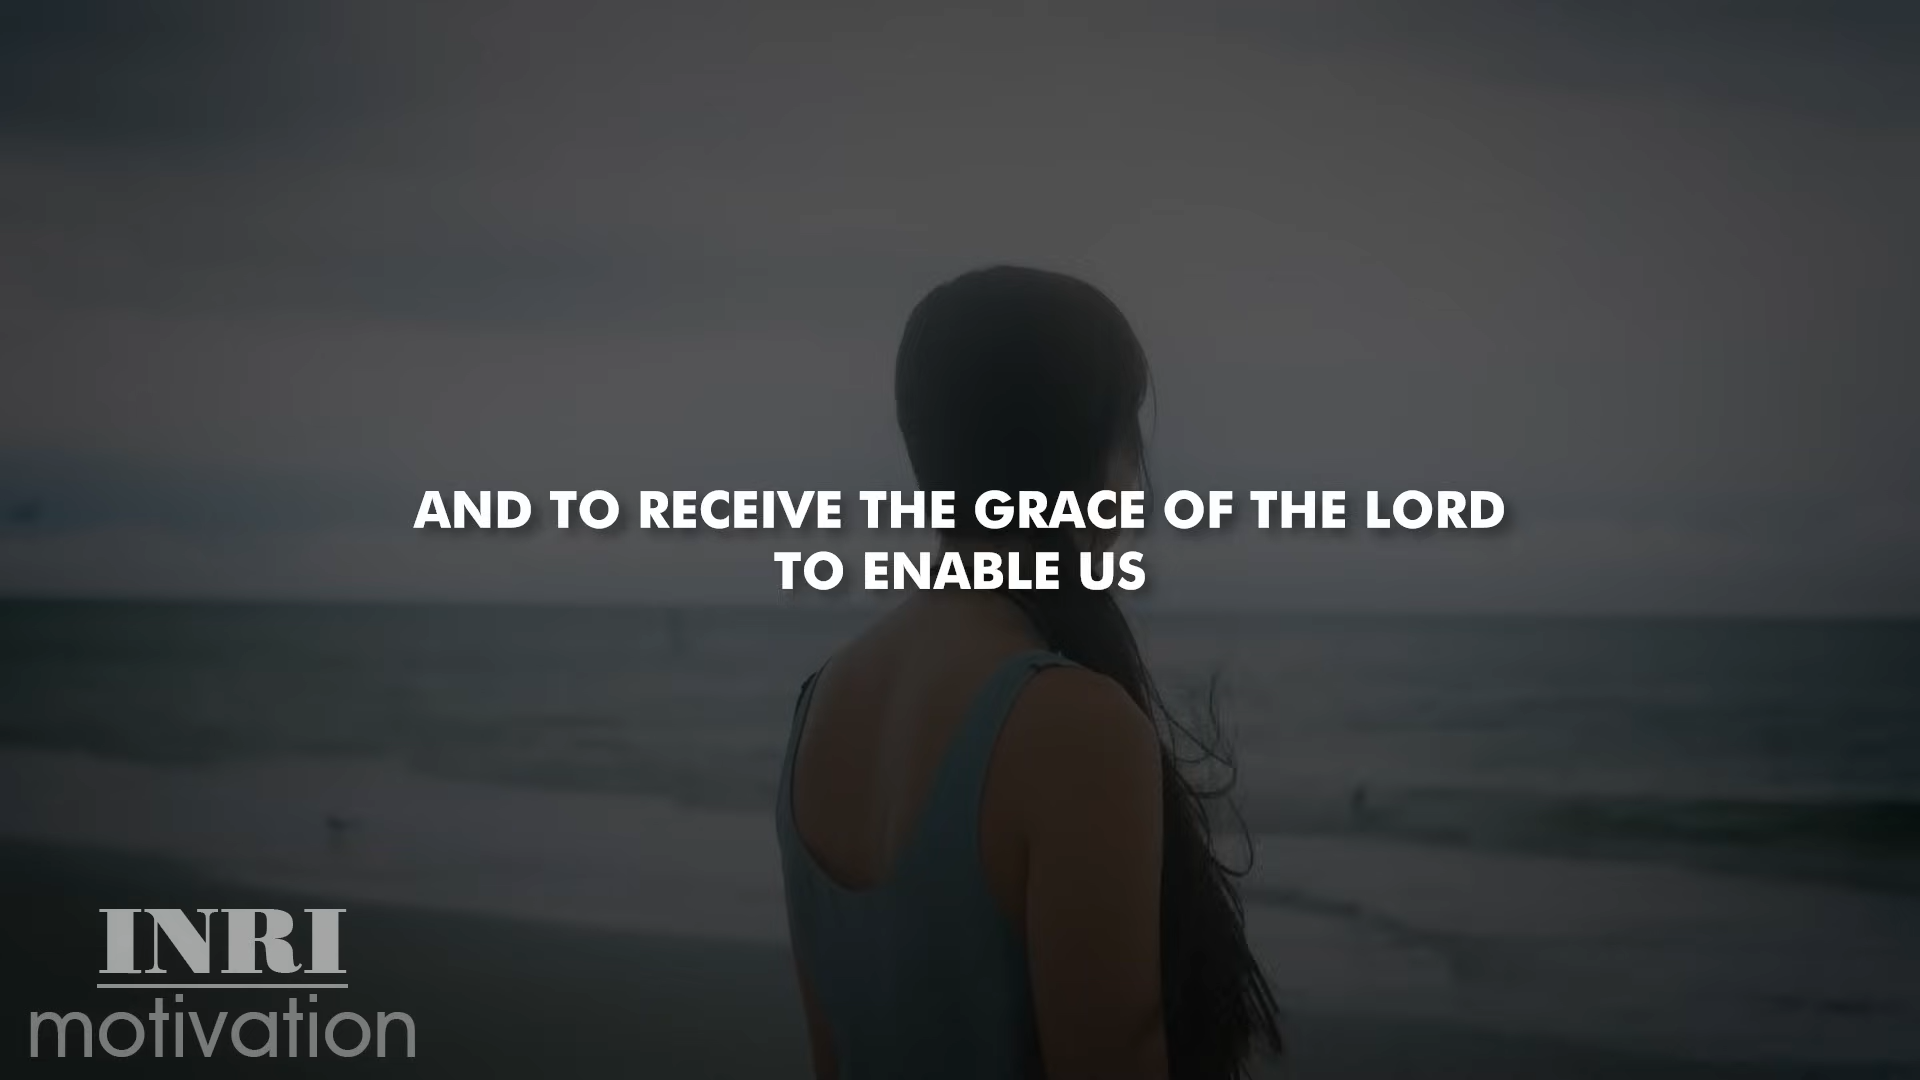 AND TO RECEIVE THE GRACE OF THE LORD
TO ENABLE US
INRI
motivation